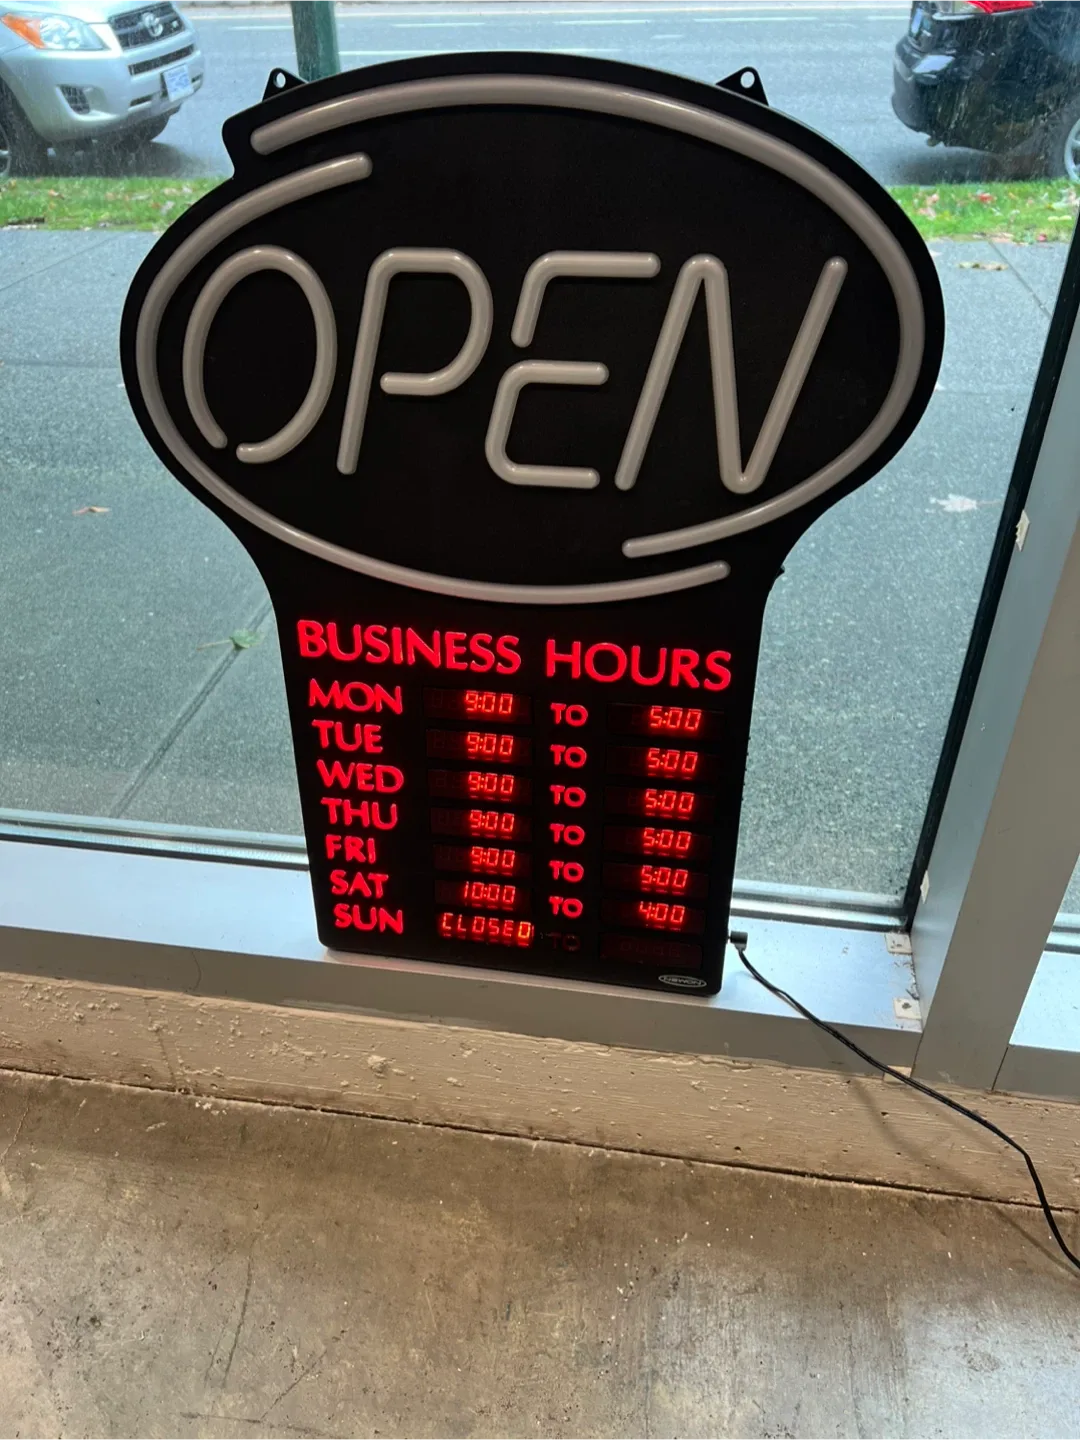 OPEN
BUSINESS HOURS
MON 9:00 TO 5:00
TUE 9:00 TO 5:00
WED 9:00 TO 5:00
THU 9:00 TO 5:00
FRI 9:00 TO 5:00
SAT 10:00 TO 4:00
SUN CLOSED TO
NEWON